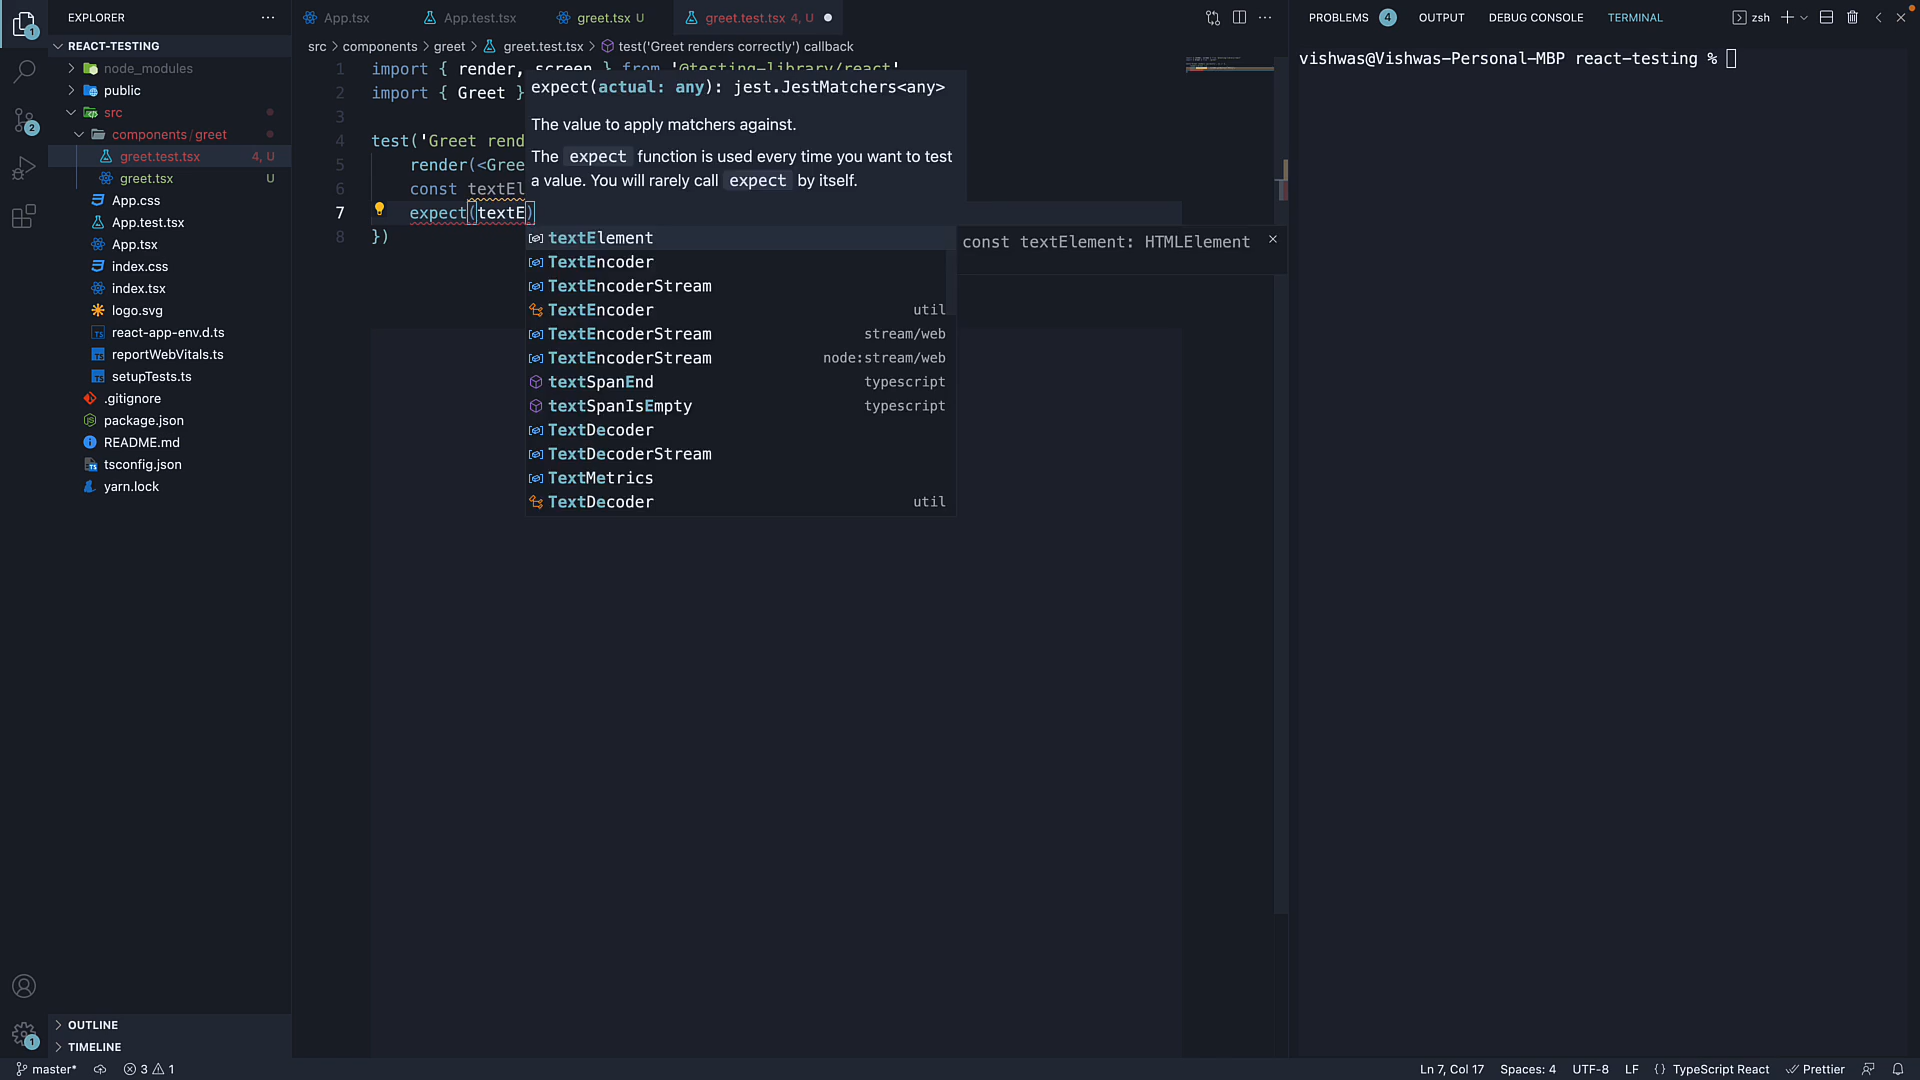 EXPLORER
REACT-TESTING
node_modules
public
src
components/greet
greet.test.tsx 4, U
greet.tsx U
App.css
App.test.tsx
App.tsx
index.css
index.tsx
logo.svg
react-app-env.d.ts
reportWebVitals.ts
setupTests.ts
.gitignore
package.json
README.md
tsconfig.json
yarn.lock
OUTLINE
TIMELINE
1
2
1
App.tsx
App.test.tsx
greet.tsx U
greet.test.tsx 4, U
src > components > greet > greet.test.tsx > test('Greet renders correctly') callback
1 import { render, screen } from '@testing-library/react'
2 import { Greet }
3
4 test('Greet rend
5 render(<Gree
6 const textEl
7 expect(textE)
8 })
expect(actual: any): jest.JestMatchers<any>
The value to apply matchers against.
The expect function is used every time you want to test
a value. You will rarely call expect by itself.
textElement
TextEncoder
TextEncoderStream
TextEncoder util
TextEncoderStream stream/web
TextEncoderStream node:stream/web
textSpanEnd typescript
textSpanIsEmpty typescript
TextDecoder
TextDecoderStream
TextMetrics
TextDecoder util
const textElement: HTMLElement
PROBLEMS 4 OUTPUT DEBUG CONSOLE TERMINAL zsh
vishwas@Vishwas-Personal-MBP react-testing %
master* 3 1
Ln 7, Col 17 Spaces: 4 UTF-8 LF { } TypeScript React Prettier